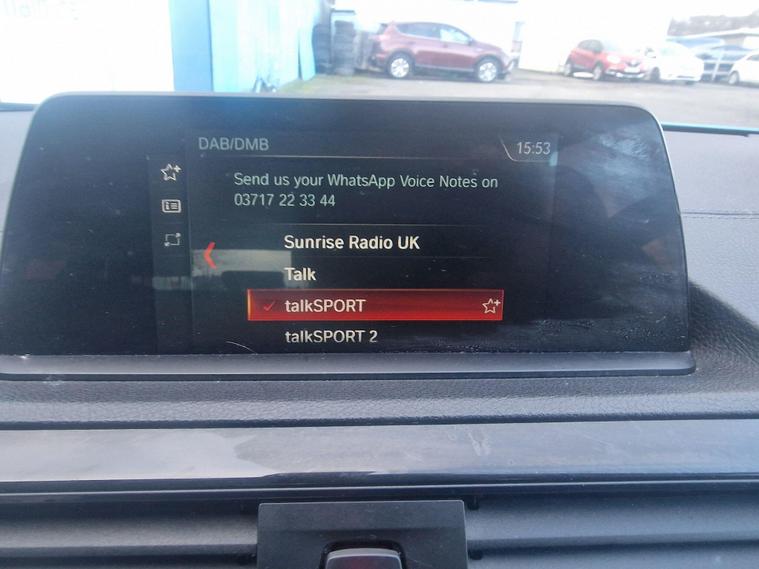 DAB/DMB
15:53
Send us your WhatsApp Voice Notes on
03717 22 33 44
Sunrise Radio UK
Talk
talkSPORT
talkSPORT 2